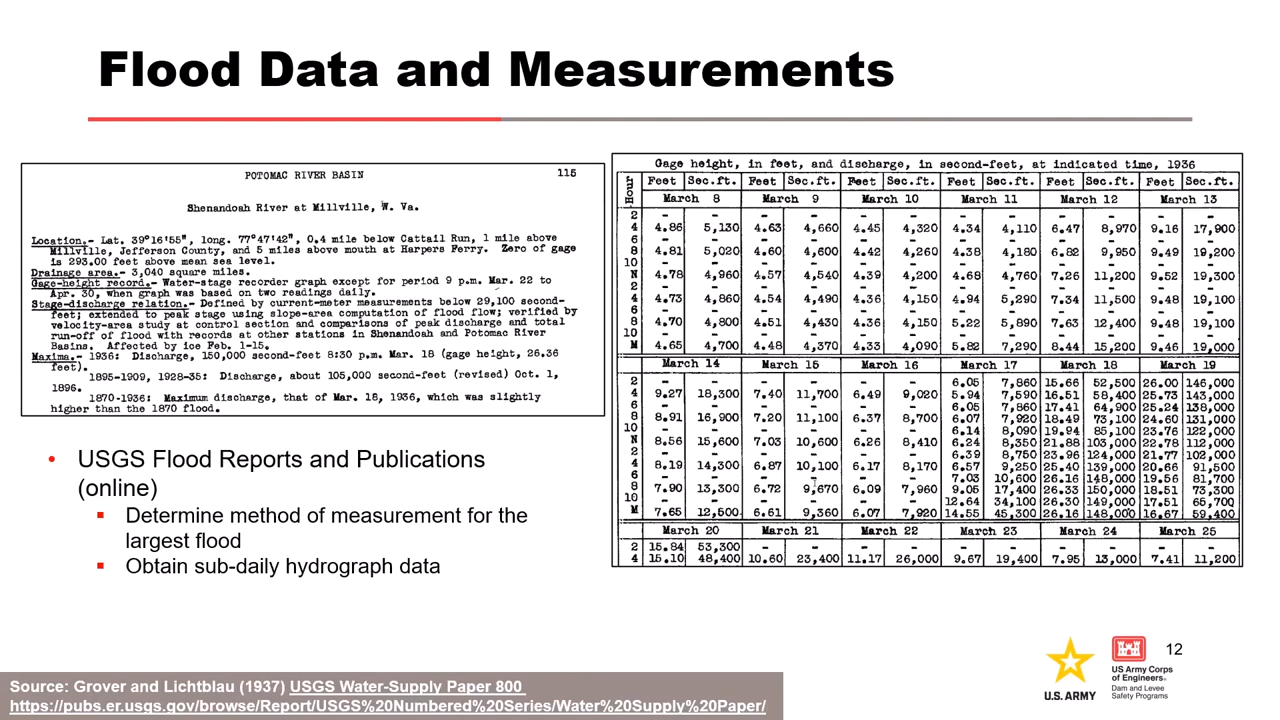 Flood Data and Measurements
POTOMAC RIVER BASIN 115
Shenandoah River at Millville, W. Va.
Location.- Lat. 39°16'55", long. 77°47'42", 0.4 mile below Cattail Run, 1 mile above
Millville, Jefferson County, and 5 miles above mouth at Harpers Ferry. Zero of gage
is 293.00 feet above mean sea level.
Drainage area.- 3,040 square miles.
Gage-height record.- Water-stage recorder graph except for period 9 p.m. Mar. 22 to
Apr. 30, when graph was based on two readings daily.
Stage-discharge relation.- Defined by current-meter measurements below 29,100 second-
feet; extended to peak stage using slope-area computation of flood flow; verified by
velocity-area study at control section and comparisons of peak discharge and total
run-off of flood with records at other stations in Shenandoah and Potomac River
Basins. Affected by ice Feb. 1-15.
Maxima.- 1936: Discharge, 150,000 second-feet 8:30 p.m. Mar. 18 (gage height, 26.36
feet).
1895-1909, 1928-35: Discharge, about 105,000 second-feet (revised) Oct. 1,
1896.
1870-1936: Maximum discharge, that of Mar. 18, 1936, which was slightly
higher than the 1870 flood.
• USGS Flood Reports and Publications
(online)
▪ Determine method of measurement for the
largest flood
▪ Obtain sub-daily hydrograph data
Gage height, in feet, and discharge, in second-feet, at indicated time, 1936
Hour Feet Sec.ft. Feet Sec.ft. Feet Sec.ft. Feet Sec.ft. Feet Sec.ft. Feet Sec.ft.
March 8 March 9 March 10 March 11 March 12 March 13
2 - - - - - - - - - - - -
4 4.86 5,130 4.63 4,660 4.45 4,320 4.34 4,110 6.47 8,970 9.16 17,900
6 - - - - - - - - - - - -
8 4.81 5,020 4.60 4,600 4.42 4,260 4.38 4,180 6.82 9,950 9.49 19,200
10 - - - - - - - - - - - -
N 4.78 4,960 4.57 4,540 4.39 4,200 4.68 4,760 7.26 11,200 9.52 19,300
2 - - - - - - - - - - - -
4 4.73 4,860 4.54 4,490 4.36 4,150 4.94 5,290 7.34 11,500 9.48 19,100
6 - - - - - - - - - - - -
8 4.70 4,800 4.51 4,430 4.36 4,150 5.22 5,890 7.63 12,400 9.48 19,100
10 - - - - - - - - - - - -
M 4.65 4,700 4.48 4,370 4.33 4,090 5.82 7,290 8.44 15,200 9.46 19,000
March 14 March 15 March 16 March 17 March 18 March 19
2 - - - - - - 6.05 7,860 15.66 52,500 26.00 146,000
4 9.27 18,300 7.40 11,700 6.49 9,020 5.94 7,590 16.51 58,400 25.73 143,000
6 - - - - - - 6.05 7,860 17.41 64,900 25.24 138,000
8 8.91 16,900 7.20 11,100 6.37 8,700 6.07 7,920 18.49 73,100 24.60 131,000
10 - - - - - - 6.14 8,090 19.94 85,100 23.76 122,000
N 8.56 15,600 7.03 10,600 6.26 8,410 6.24 8,350 21.88 103,000 22.78 112,000
2 - - - - - - 6.39 8,750 23.96 124,000 21.77 102,000
4 8.19 14,300 6.87 10,100 6.17 8,170 6.57 9,250 25.40 139,000 20.66 91,500
6 - - - - - - 7.03 10,600 26.16 148,000 19.56 81,700
8 7.90 13,300 6.72 9,670 6.09 7,960 9.05 17,400 26.33 150,000 18.51 73,300
10 - - - - - - 12.64 34,100 26.30 149,000 17.51 65,700
M 7.65 12,500 6.61 9,360 6.07 7,920 14.55 45,300 26.16 148,000 16.67 59,400
March 20 March 21 March 22 March 23 March 24 March 25
2 15.84 53,300 - - - - - - - - - -
4 15.10 48,400 10.60 23,400 11.17 26,000 9.67 19,400 7.95 13,000 7.41 11,200
12
U.S. ARMY
US Army Corps
of Engineers®
Dam and Levee
Safety Programs
Source: Grover and Lichtblau (1937) USGS Water-Supply Paper 800
https://pubs.er.usgs.gov/browse/Report/USGS%20Numbered%20Series/Water%20Supply%20Paper/